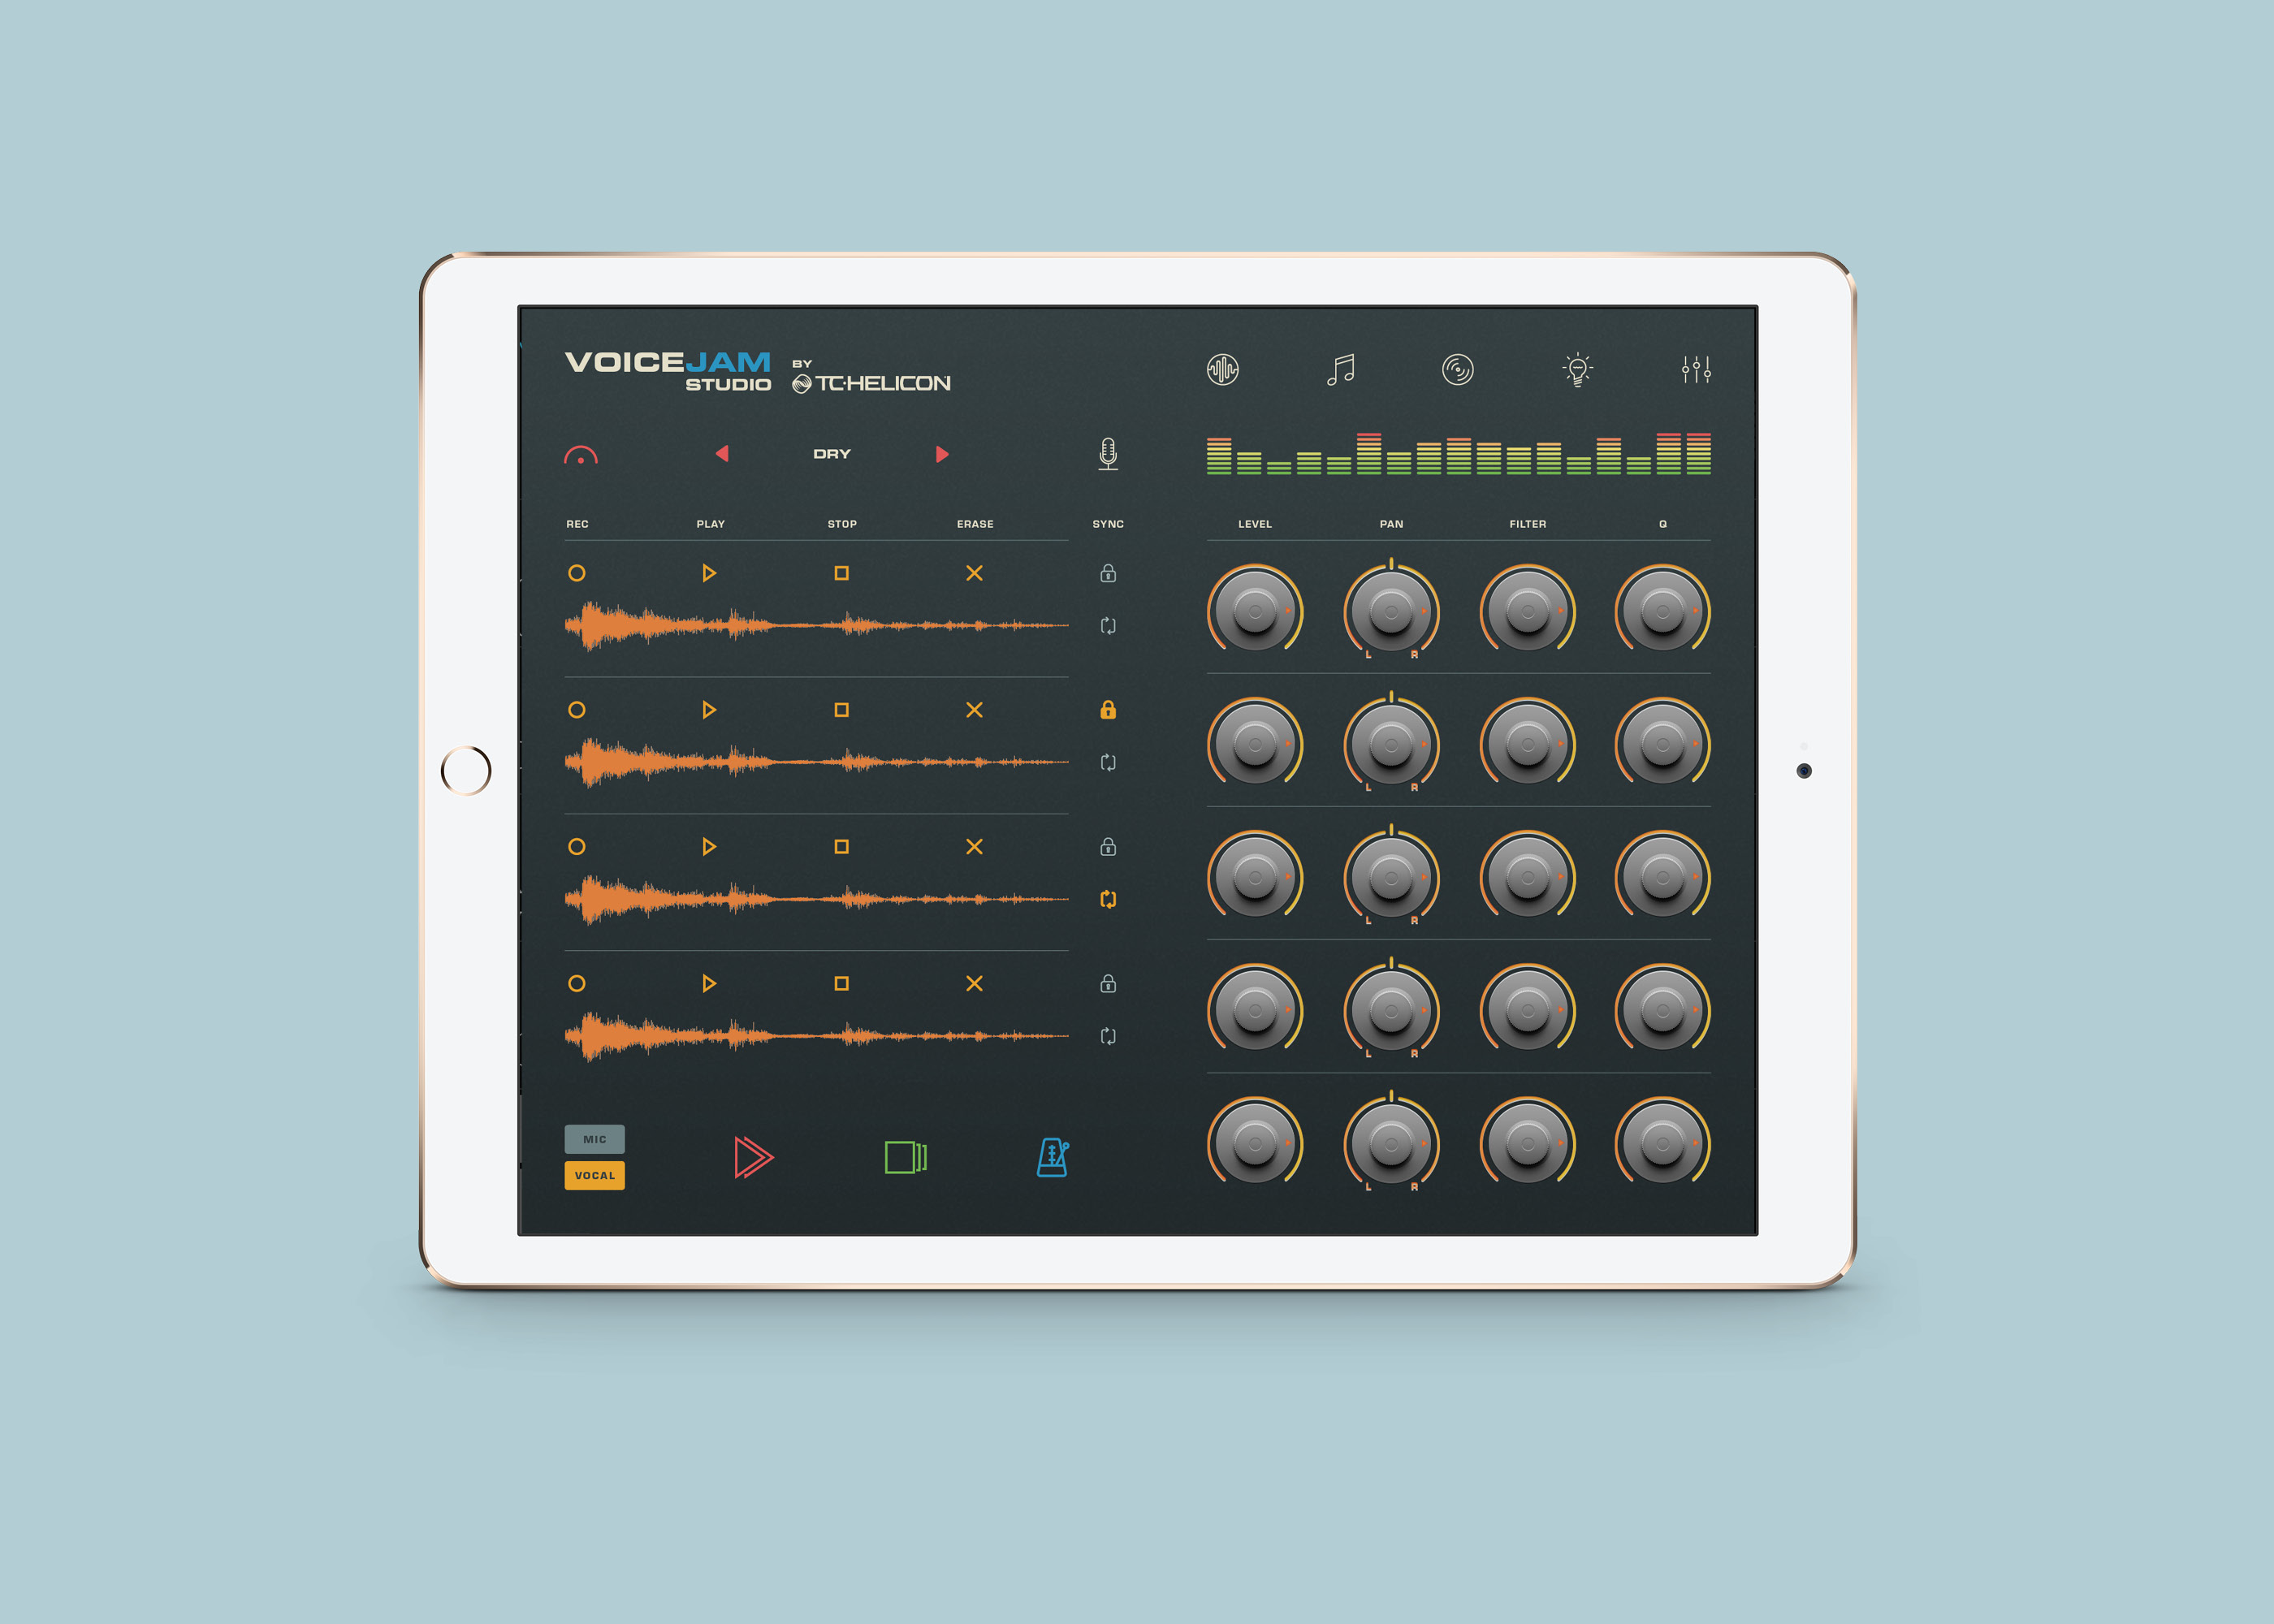 VOICEJAM BY
STUDIO TC•HELICON
DRY
REC PLAY STOP ERASE SYNC LEVEL PAN FILTER Q
L R
L R
L R
L R
MIC
VOCAL
L R